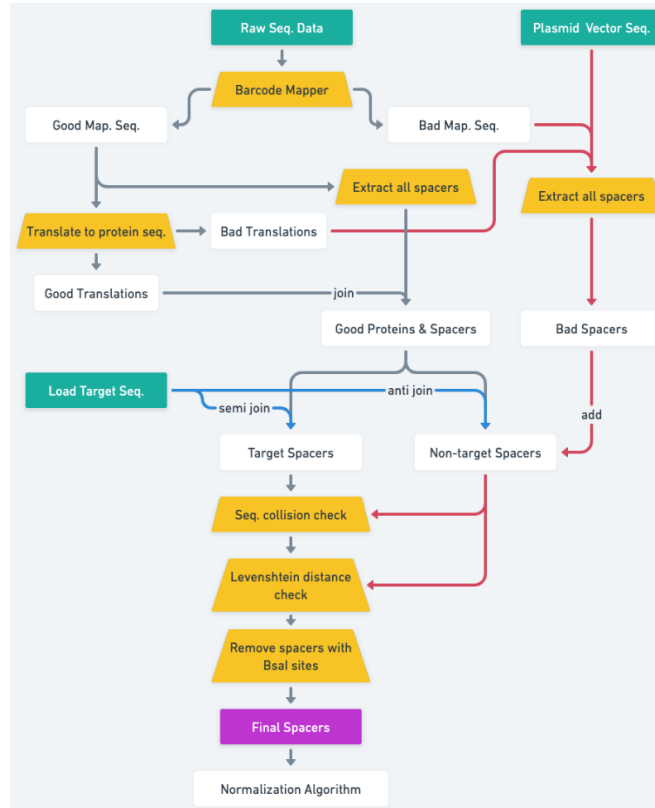 Raw Seq. Data
Plasmid Vector Seq.
Barcode Mapper
Good Map. Seq.
Bad Map. Seq.
Extract all spacers
Extract all spacers
Translate to protein seq.
Bad Translations
Good Translations
join
Good Proteins & Spacers
Bad Spacers
Load Target Seq.
anti join
semi join
add
Target Spacers
Non-target Spacers
Seq. collision check
Levenshtein distance
check
Remove spacers with
BsaI sites
Final Spacers
Normalization Algorithm